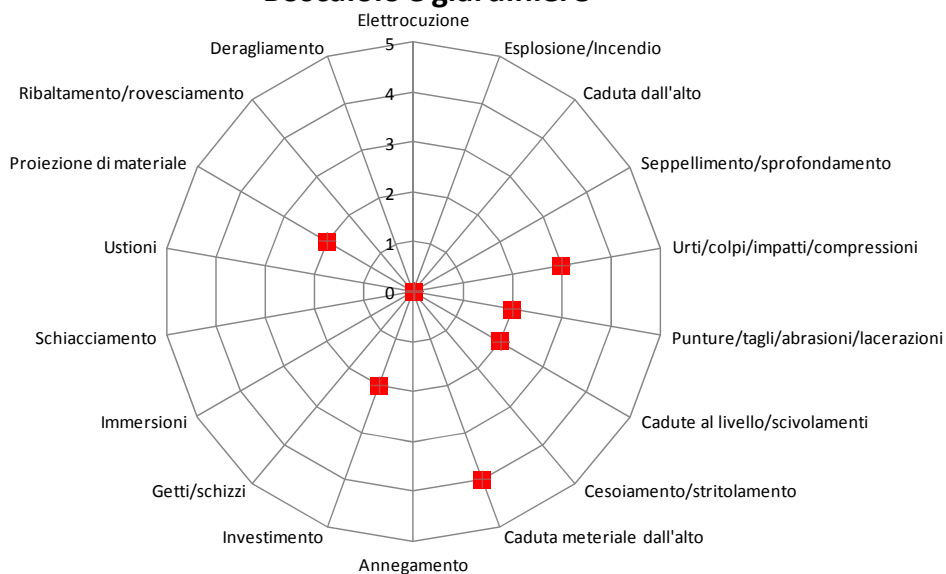 Elettrocuzione
Esplosione/Incendio
Caduta dall'alto
Seppellimento/sprofondamento
Urti/colpi/impatti/compressioni
Punture/tagli/abrasioni/lacerazioni
Cadute al livello/scivolamenti
Cesoiamento/stritolamento
Caduta meteriale dall'alto
Annegamento
Investimento
Getti/schizzi
Immersioni
Schiacciamento
Ustioni
Proiezione di materiale
Ribaltamento/rovesciamento
Deragliamento
5
4
3
2
1
0